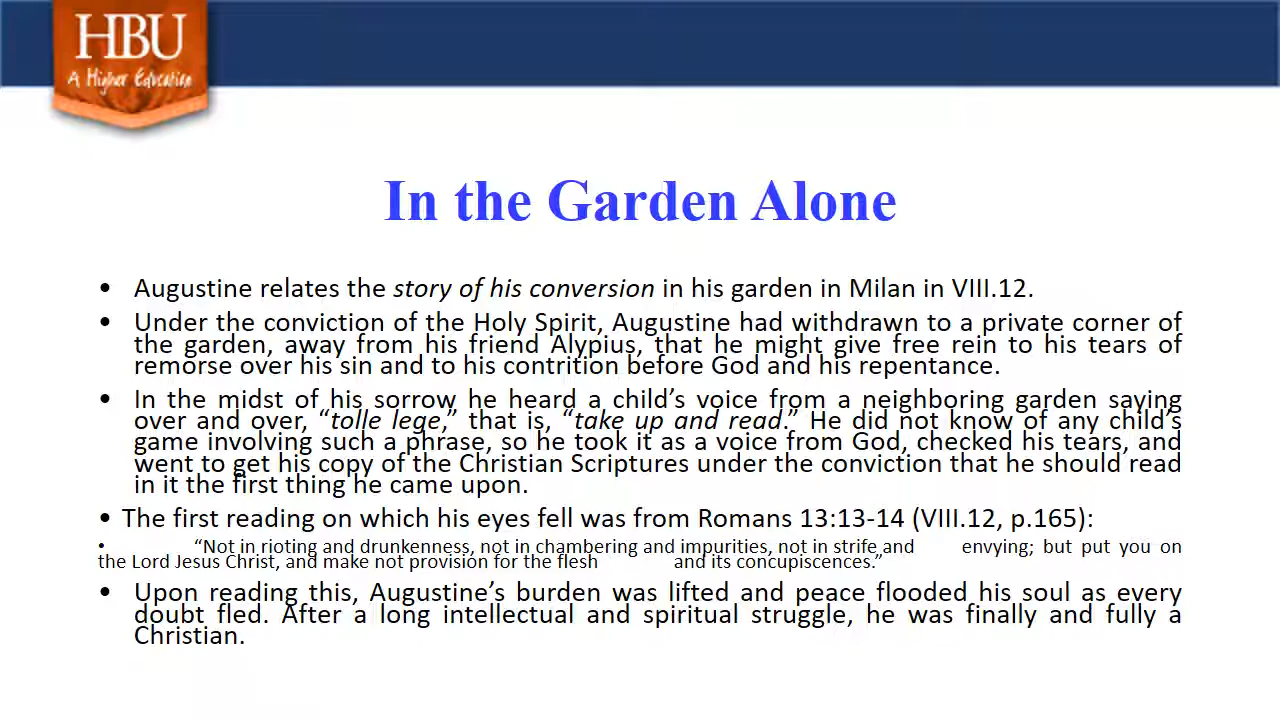 HBU
A Higher Education
In the Garden Alone
• Augustine relates the story of his conversion in his garden in Milan in VIII.12.
• Under the conviction of the Holy Spirit, Augustine had withdrawn to a private corner of
the garden, away from his friend Alypius, that he might give free rein to his tears of
remorse over his sin and to his contrition before God and his repentance.
• In the midst of his sorrow he heard a child’s voice from a neighboring garden saying
over and over, “tolle lege,” that is, “take up and read.” He did not know of any child’s
game involving such a phrase, so he took it as a voice from God, checked his tears, and
went to get his copy of the Christian Scriptures under the conviction that he should read
in it the first thing he came upon.
• The first reading on which his eyes fell was from Romans 13:13-14 (VIII.12, p.165):
• “Not in rioting and drunkenness, not in chambering and impurities, not in strife and envying; but put you on
the Lord Jesus Christ, and make not provision for the flesh and its concupiscences.”
• Upon reading this, Augustine’s burden was lifted and peace flooded his soul as every
doubt fled. After a long intellectual and spiritual struggle, he was finally and fully a
Christian.